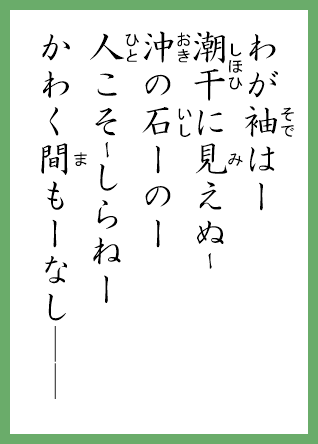 わが袖はー
潮干に見えぬー
沖の石ーのー
人こそーしらねー
かわく間もーなし――
そで
しほひ
み
おき
いし
ひと
ま